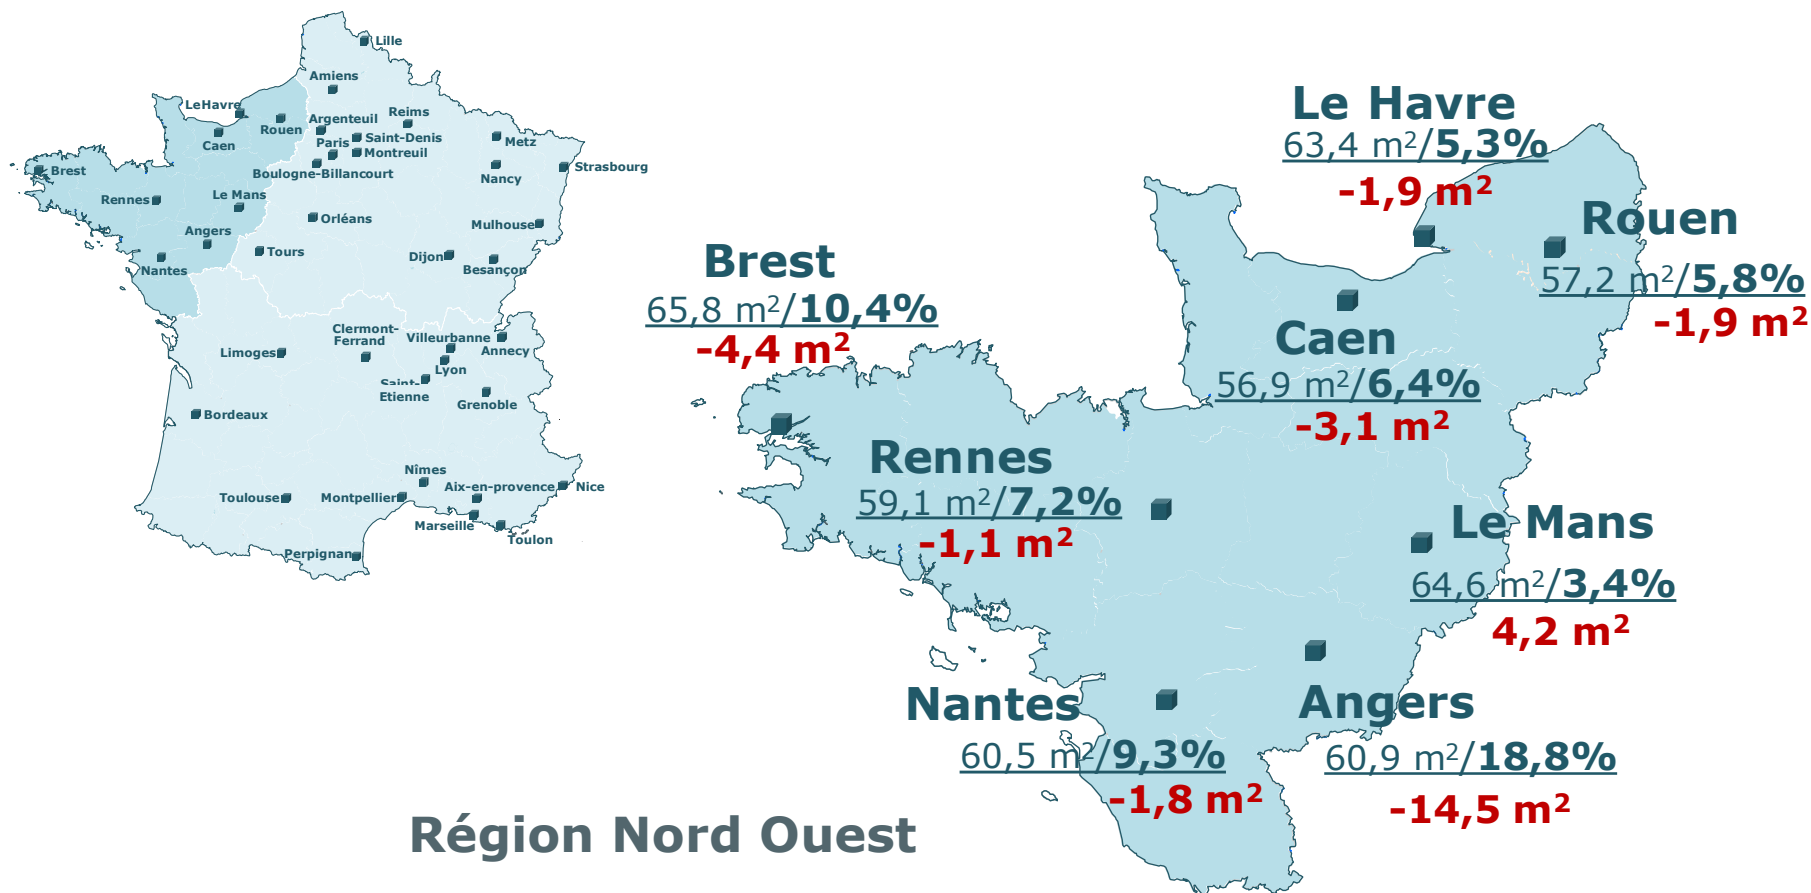 Lille
Amiens
LeHavre
Rouen
Caen
Argenteuil
Reims
Paris
Saint-Denis
Montreuil
Boulogne-Billancourt
Metz
Nancy
Strasbourg
Brest
Rennes
Le Mans
Angers
Nantes
Orléans
Tours
Mulhouse
Dijon
Besançon
Clermont-
Ferrand
Villeurbanne
Annecy
Limoges
Lyon
Saint-
Etienne
Grenoble
Bordeaux
Nîmes
Toulouse
Montpellier
Aix-en-provence
Nice
Marseille
Toulon
Perpignan
Le Havre
63,4 m²/5,3%
-1,9 m²
Rouen
57,2 m²/5,8%
-1,9 m²
Brest
65,8 m²/10,4%
-4,4 m²
Caen
56,9 m²/6,4%
-3,1 m²
Rennes
59,1 m²/7,2%
-1,1 m²
Le Mans
64,6 m²/3,4%
4,2 m²
Nantes
60,5 m²/9,3%
-1,8 m²
Angers
60,9 m²/18,8%
-14,5 m²
Région Nord Ouest